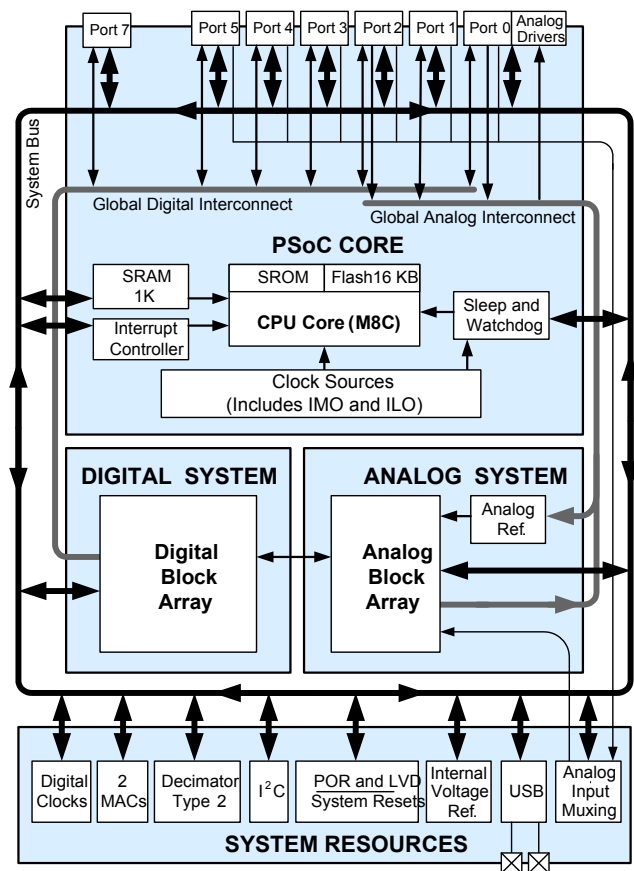 Port 7
Port 5
Port 4
Port 3
Port 2
Port 1
Port 0
Analog
Drivers
System Bus
Global Digital Interconnect
Global Analog Interconnect
PSoC CORE
SRAM
1K
SROM
Flash16 KB
CPU Core (M8C)
Interrupt
Controller
Sleep and
Watchdog
Clock Sources
(Includes IMO and ILO)
DIGITAL SYSTEM
ANALOG SYSTEM
Digital
Block
Array
Analog
Block
Array
Analog
Ref.
Digital
Clocks
2
MACs
Decimator
Type 2
I²C
POR and LVD
System Resets
Internal
Voltage
Ref.
USB
Analog
Input
Muxing
SYSTEM RESOURCES